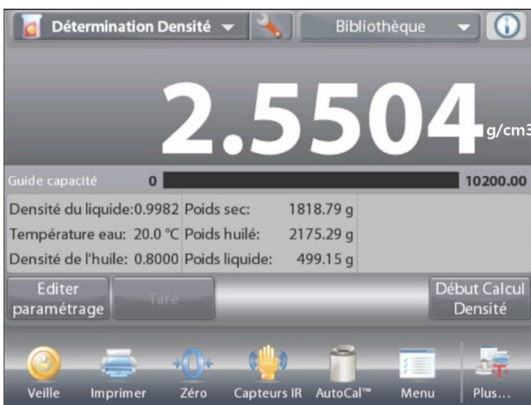 Détermination Densité
Bibliothèque
2.5504 g/cm3
Guide capacité 0 10200.00
Densité du liquide:0.9982 Poids sec: 1818.79 g
Température eau: 20.0 °C Poids huilé: 2175.29 g
Densité de l'huile: 0.8000 Poids liquide: 499.15 g
Editer
paramétrage
Tare
Début Calcul
Densité
Veille Imprimer Zéro Capteurs IR AutoCal™ Menu Plus...